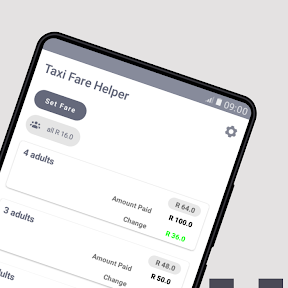 09:00
Taxi Fare Helper
Set Fare
all R 16.0
4 adults
R 64.0
Amount Paid R 100.0
Change R 36.0
3 adults
R 48.0
Amount Paid R 50.0
Change